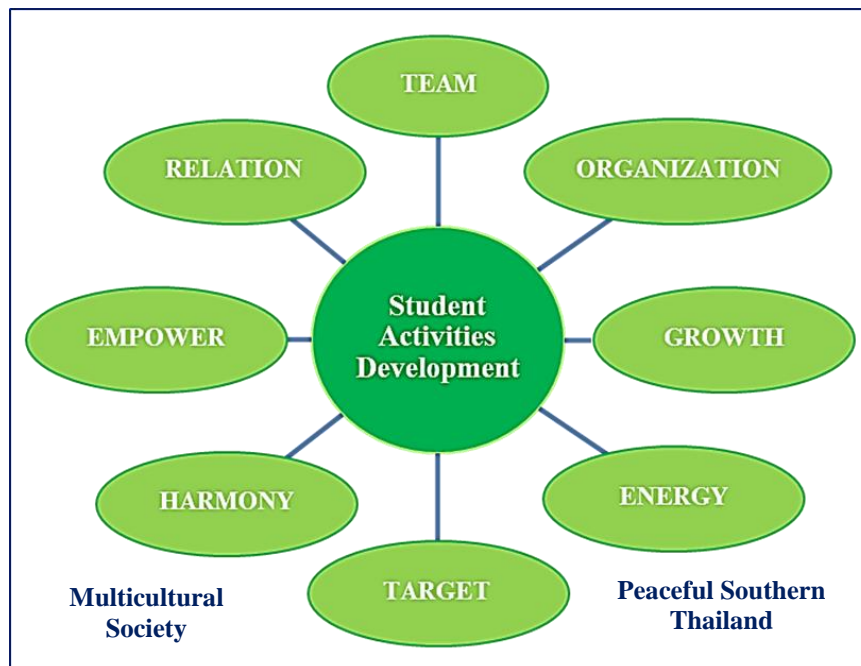 TEAM
RELATION
ORGANIZATION
Student
Activities
Development
EMPOWER
GROWTH
HARMONY
ENERGY
TARGET
Multicultural
Society
Peaceful Southern
Thailand